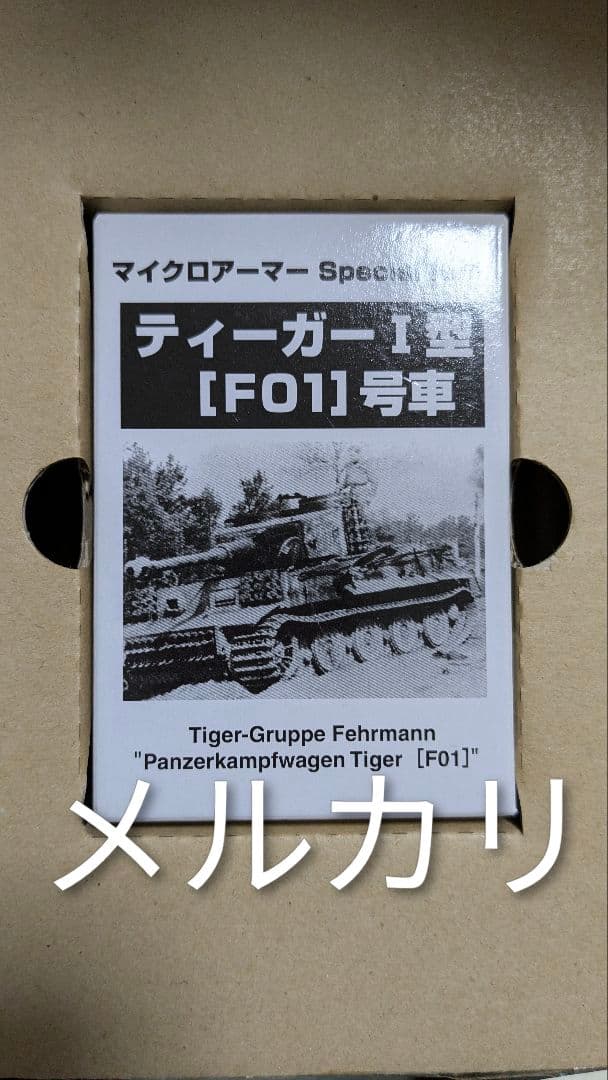 マイクロアーマー Special
ティーガーⅠ型
[F01]号車
Tiger-Gruppe Fehrmann
"Panzerkampfwagen Tiger [F01]"
メルカリ